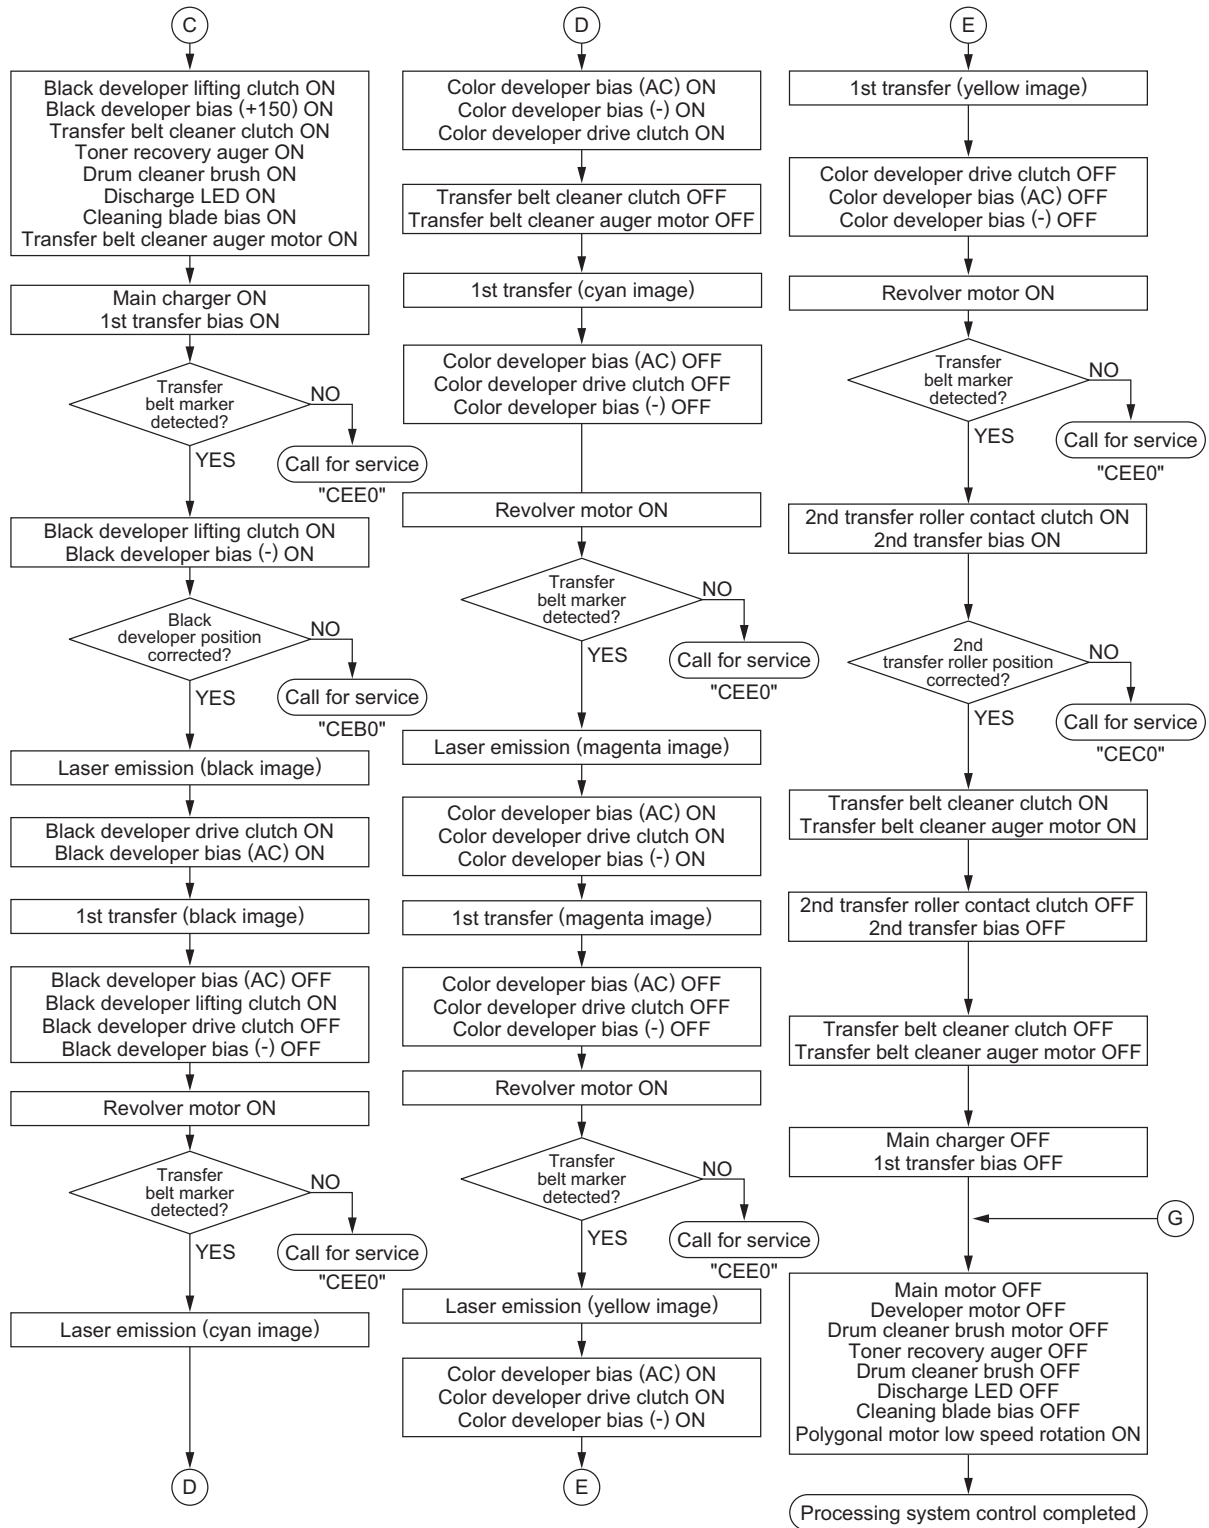 C
Black developer lifting clutch ON
Black developer bias (+150) ON
Transfer belt cleaner clutch ON
Toner recovery auger ON
Drum cleaner brush ON
Discharge LED ON
Cleaning blade bias ON
Transfer belt cleaner auger motor ON
Main charger ON
1st transfer bias ON
Transfer
belt marker
detected?
NO
YES
Call for service
"CEE0"
Black developer lifting clutch ON
Black developer bias (-) ON
Black
developer position
corrected?
NO
YES
Call for service
"CEB0"
Laser emission (black image)
Black developer drive clutch ON
Black developer bias (AC) ON
1st transfer (black image)
Black developer bias (AC) OFF
Black developer lifting clutch ON
Black developer drive clutch OFF
Black developer bias (-) OFF
Revolver motor ON
Transfer
belt marker
detected?
NO
YES
Call for service
"CEE0"
Laser emission (cyan image)
D
D
Color developer bias (AC) ON
Color developer bias (-) ON
Color developer drive clutch ON
Transfer belt cleaner clutch OFF
Transfer belt cleaner auger motor OFF
1st transfer (cyan image)
Color developer bias (AC) OFF
Color developer drive clutch OFF
Color developer bias (-) OFF
Revolver motor ON
Transfer
belt marker
detected?
NO
YES
Call for service
"CEE0"
Laser emission (magenta image)
Color developer bias (AC) ON
Color developer drive clutch ON
Color developer bias (-) ON
1st transfer (magenta image)
Color developer bias (AC) OFF
Color developer drive clutch OFF
Color developer bias (-) OFF
Revolver motor ON
Transfer
belt marker
detected?
NO
YES
Call for service
"CEE0"
Laser emission (yellow image)
Color developer bias (AC) ON
Color developer drive clutch ON
Color developer bias (-) ON
E
E
1st transfer (yellow image)
Color developer drive clutch OFF
Color developer bias (AC) OFF
Color developer bias (-) OFF
Revolver motor ON
Transfer
belt marker
detected?
NO
YES
Call for service
"CEE0"
2nd transfer roller contact clutch ON
2nd transfer bias ON
2nd
transfer roller position
corrected?
NO
YES
Call for service
"CEC0"
Transfer belt cleaner clutch ON
Transfer belt cleaner auger motor ON
2nd transfer roller contact clutch OFF
2nd transfer bias OFF
Transfer belt cleaner clutch OFF
Transfer belt cleaner auger motor OFF
Main charger OFF
1st transfer bias OFF
G
Main motor OFF
Developer motor OFF
Drum cleaner brush motor OFF
Toner recovery auger OFF
Drum cleaner brush OFF
Discharge LED OFF
Cleaning blade bias OFF
Polygonal motor low speed rotation ON
Processing system control completed